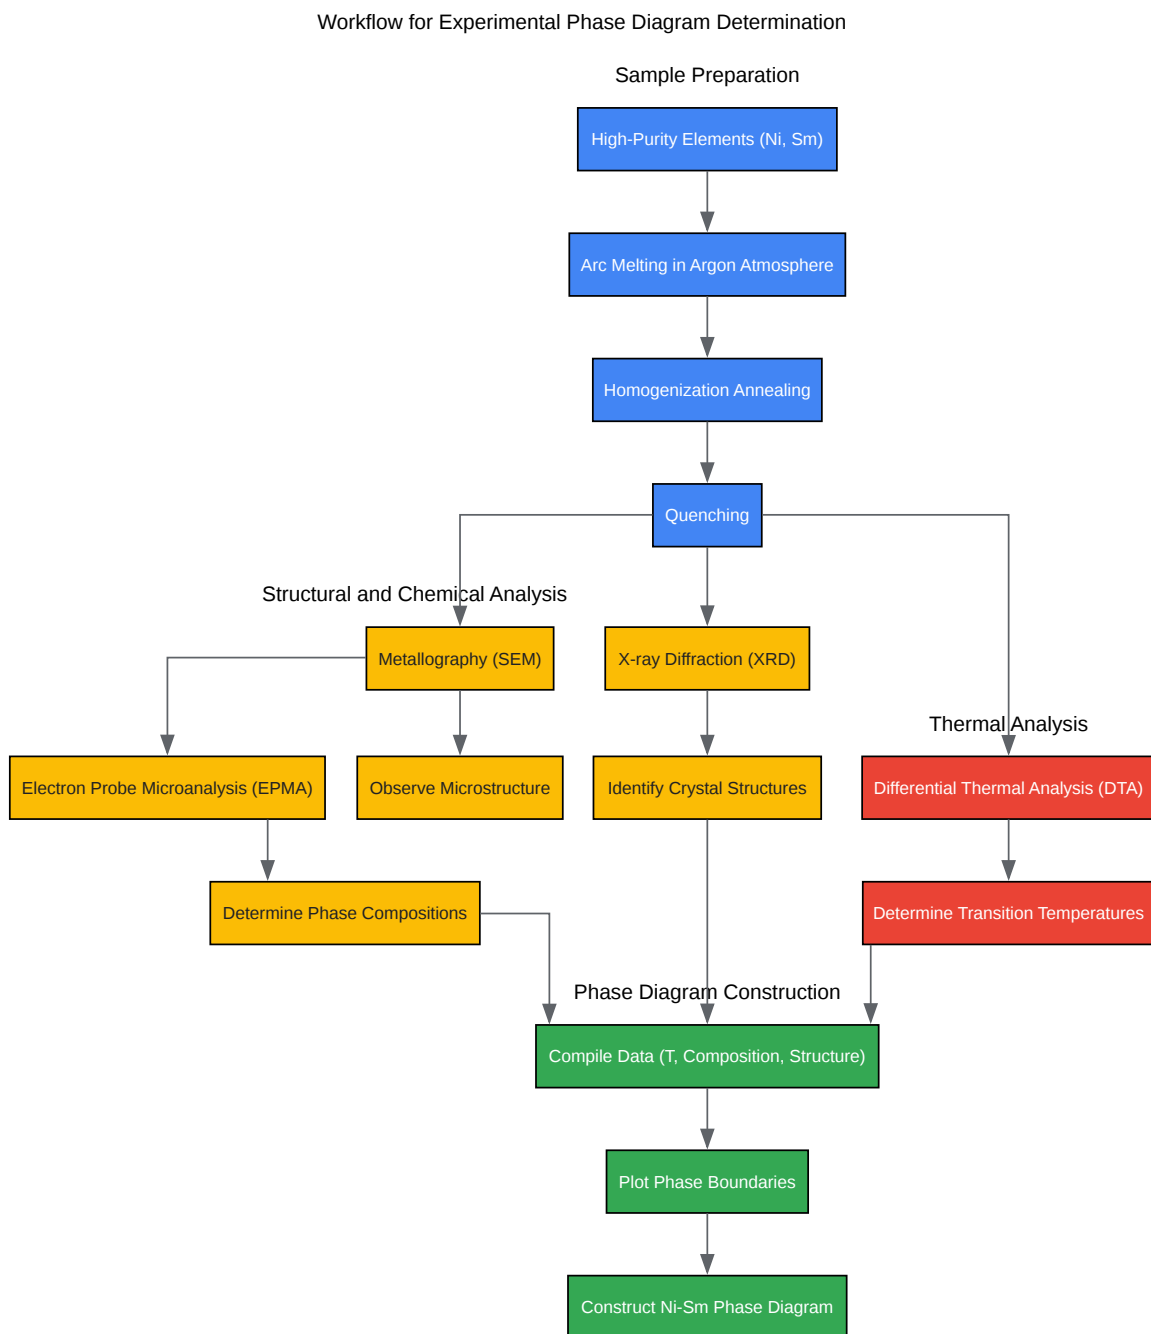 Workflow for Experimental Phase Diagram Determination
Sample Preparation
High-Purity Elements (Ni, Sm)
Arc Melting in Argon Atmosphere
Homogenization Annealing
Quenching
Structural and Chemical Analysis
Metallography (SEM)
X-ray Diffraction (XRD)
Thermal Analysis
Electron Probe Microanalysis (EPMA)
Observe Microstructure
Identify Crystal Structures
Differential Thermal Analysis (DTA)
Determine Phase Compositions
Determine Transition Temperatures
Phase Diagram Construction
Compile Data (T, Composition, Structure)
Plot Phase Boundaries
Construct Ni-Sm Phase Diagram